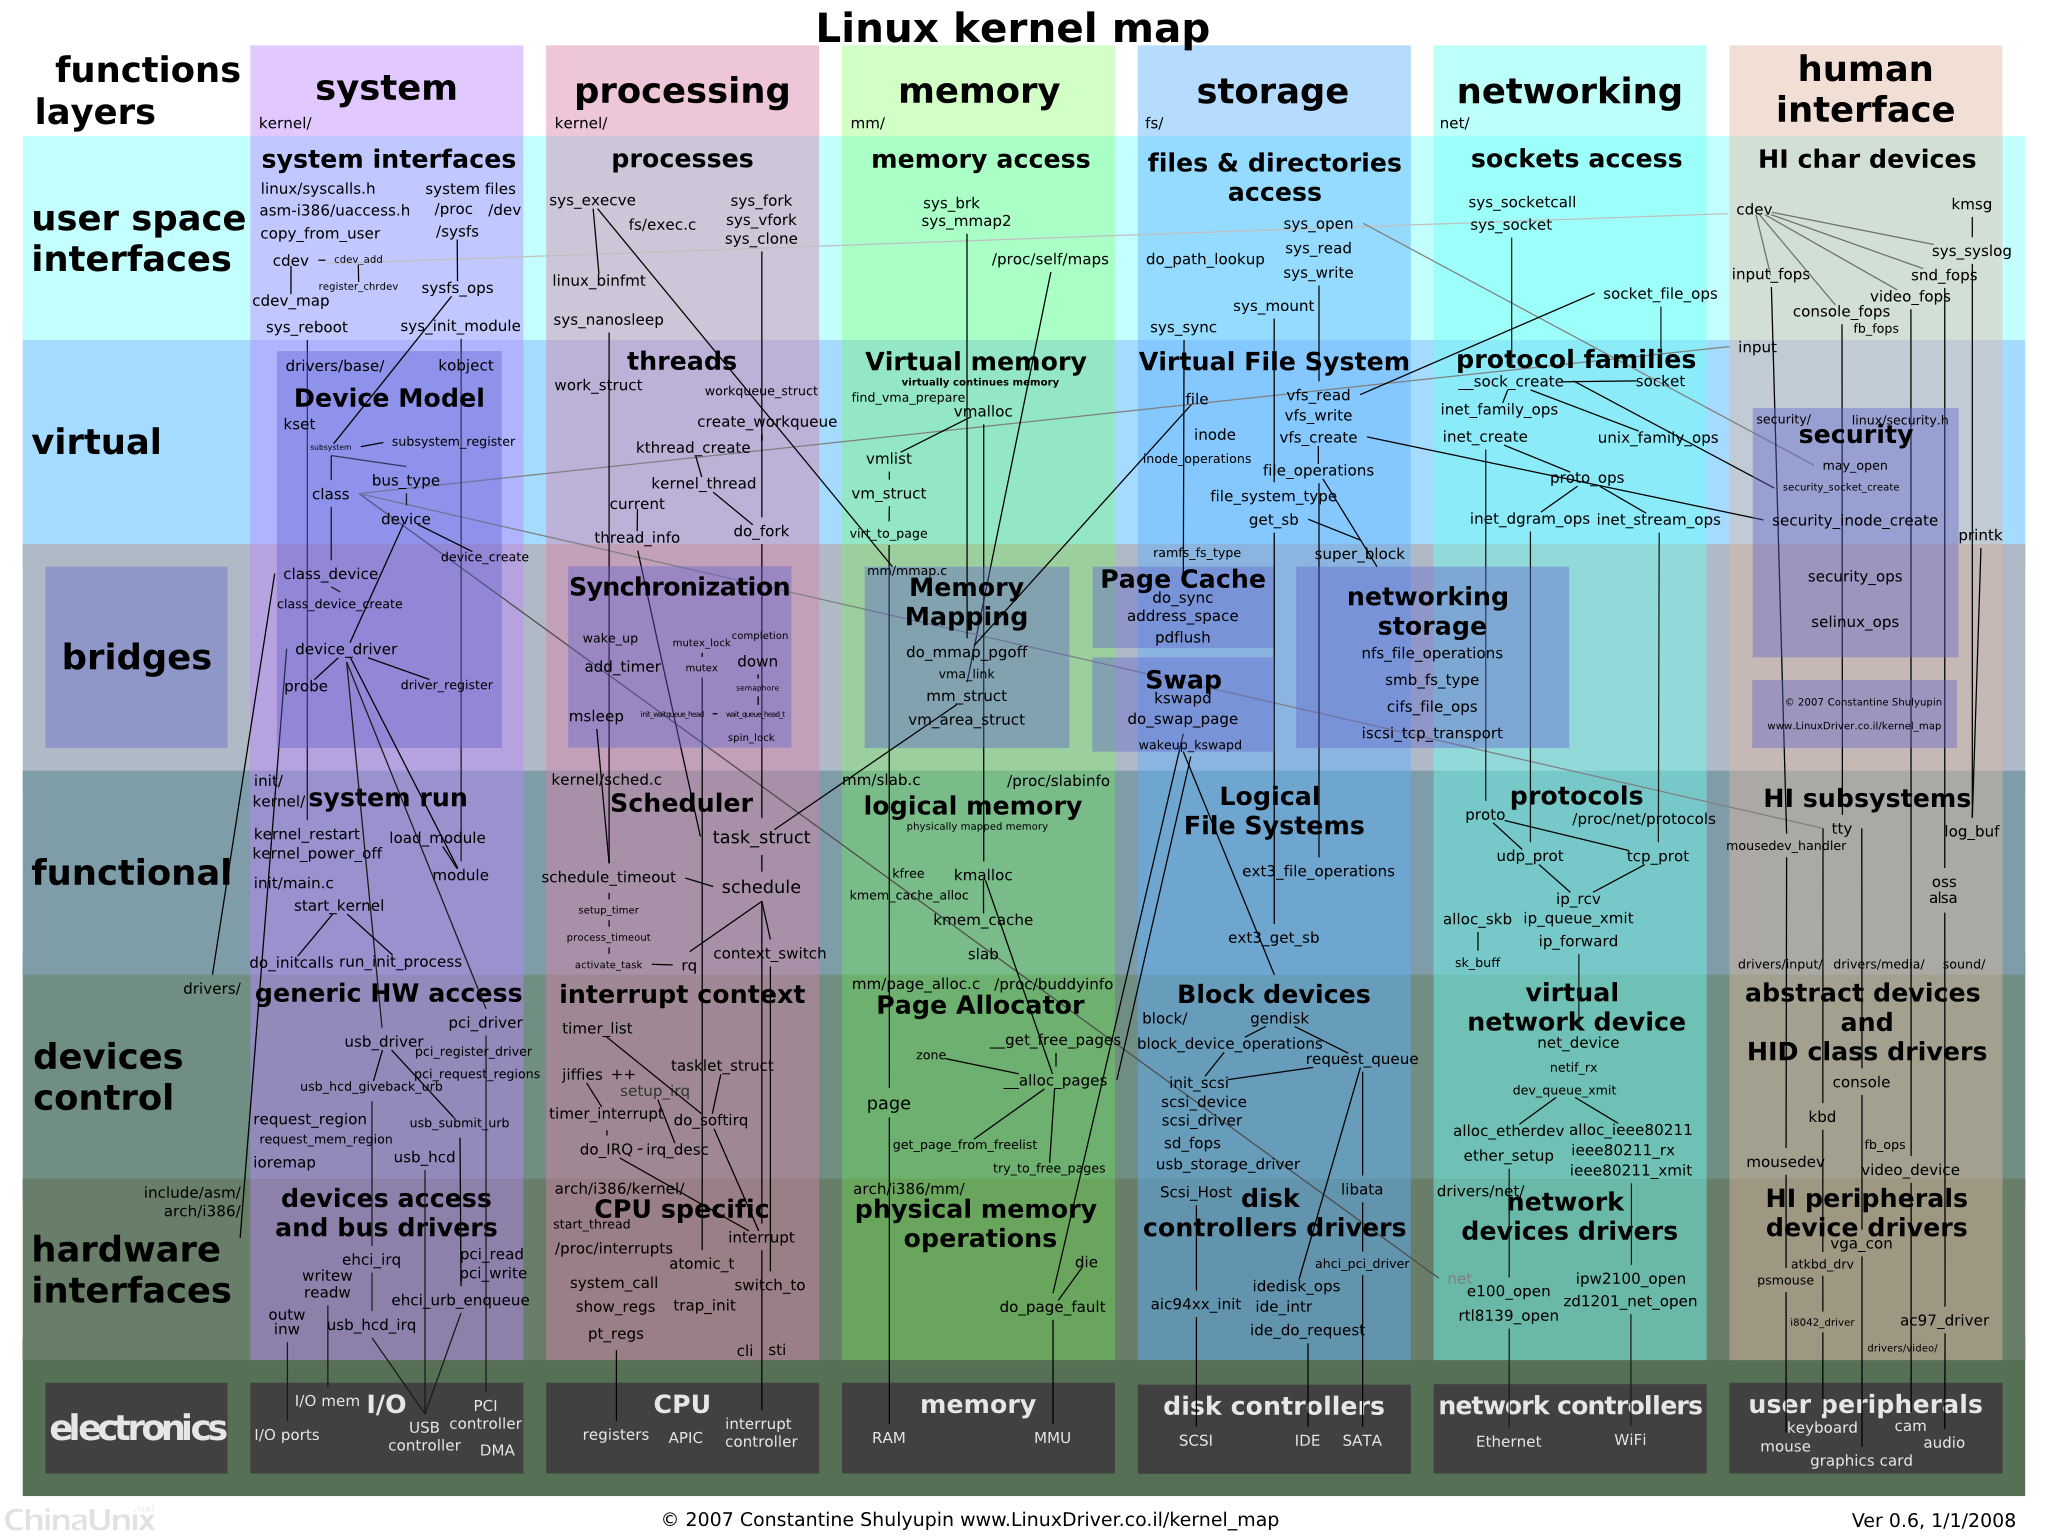 Linux kernel map
functions
layers
system
kernel/
processing
kernel/
memory
mm/
storage
fs/
networking
net/
human
interface
user space
interfaces
system interfaces
linux/syscalls.h
asm-i386/uaccess.h
copy_from_user
system files
/proc /dev
/sysfs
cdev – cdev_add
register_chrdev
cdev_map
sysfs_ops
sys_reboot
sys_init_module
processes
sys_execve
fs/exec.c
sys_fork
sys_vfork
sys_clone
linux_binfmt
sys_nanosleep
memory access
sys_brk
sys_mmap2
/proc/self/maps
files & directories
access
sys_open
sys_read
sys_write
do_path_lookup
sys_mount
sys_sync
sockets access
sys_socketcall
sys_socket
socket_file_ops
HI char devices
cdev
kmsg
sys_syslog
input_fops
snd_fops
video_fops
console_fops
fb_fops
virtual
drivers/base/
kobject
Device Model
kset
subsystem
subsystem_register
bus_type
class
device
device_create
threads
work_struct
workqueue_struct
create_workqueue
kthread_create
kernel_thread
current
do_fork
thread_info
Virtual memory
virtually continues memory
find_vma_prepare
vmalloc
vmlist
vm_struct
virt_to_page
Virtual File System
file
vfs_read
vfs_write
vfs_create
inode
inode_operations
file_operations
file_system_type
get_sb
super_block
protocol families
__sock_create
socket
inet_family_ops
inet_create
unix_family_ops
proto_ops
inet_dgram_ops
inet_stream_ops
input
security/
linux/security.h
security
may_open
security_socket_create
security_inode_create
printk
security_ops
selinux_ops
bridges
class_device
class_device_create
device_driver
probe
driver_register
Synchronization
wake_up
mutex_lock
completion
add_timer
mutex
down
semaphore
msleep
init_waitqueue_head – wait_queue_head_t
spin_lock
mm/mmap.c
Memory
Mapping
do_mmap_pgoff
vma_link
mm_struct
vm_area_struct
ramfs_fs_type
Page Cache
do_sync
address_space
pdflush
Swap
kswapd
do_swap_page
wakeup_kswapd
networking
storage
nfs_file_operations
smb_fs_type
cifs_file_ops
iscsi_tcp_transport
© 2007 Constantine Shulyupin
www.LinuxDriver.co.il/kernel_map
functional
init/
kernel/
system run
kernel_restart
kernel_power_off
load_module
module
init/main.c
start_kernel
do_initcalls
run_init_process
kernel/sched.c
Scheduler
task_struct
schedule_timeout
schedule
setup_timer
process_timeout
activate_task
rq
context_switch
mm/slab.c
/proc/slabinfo
logical memory
physically mapped memory
kfree
kmalloc
kmem_cache_alloc
kmem_cache
slab
Logical
File Systems
ext3_file_operations
ext3_get_sb
protocols
proto
/proc/net/protocols
udp_prot
tcp_prot
ip_rcv
alloc_skb
ip_queue_xmit
ip_forward
sk_buff
HI subsystems
tty
log_buf
mousedev_handler
oss
alsa
drivers/input/
drivers/media/
sound/
devices
control
drivers/
generic HW access
pci_driver
usb_driver
pci_register_driver
pci_request_regions
usb_hcd_giveback_urb
request_region
usb_submit_urb
request_mem_region
usb_hcd
ioremap
interrupt context
timer_list
tasklet_struct
jiffies ++
setup_irq
timer_interrupt
do_softirq
do_IRQ - irq_desc
mm/page_alloc.c
/proc/buddyinfo
Page Allocator
__get_free_pages
zone
__alloc_pages
page
get_page_from_freelist
try_to_free_pages
Block devices
block/
gendisk
block_device_operations
request_queue
init_scsi
scsi_device
scsi_driver
sd_fops
usb_storage_driver
virtual
network device
net_device
netif_rx
dev_queue_xmit
alloc_etherdev
alloc_ieee80211
ether_setup
ieee80211_rx
ieee80211_xmit
abstract devices
and
HID class drivers
console
kbd
fb_ops
mousedev
video_device
hardware
interfaces
include/asm/
arch/i386/
devices access
and bus drivers
ehci_irq
pci_read
pci_write
writew
readw
ehci_urb_enqueue
outw
inw
usb_hcd_irq
arch/i386/kernel/
CPU specific
start_thread
interrupt
/proc/interrupts
atomic_t
system_call
switch_to
show_regs
trap_init
pt_regs
cli
sti
arch/i386/mm/
physical memory
operations
die
do_page_fault
Scsi_Host
disk
controllers drivers
libata
ahci_pci_driver
idedisk_ops
aic94xx_init
ide_intr
ide_do_request
drivers/net/
network
devices drivers
net
e100_open
ipw2100_open
zd1201_net_open
rtl8139_open
HI peripherals
device drivers
vga_con
atkbd_drv
psmouse
i8042_driver
ac97_driver
drivers/video/
electronics
I/O mem
I/O
I/O ports
USB
controller
PCI
controller
DMA
CPU
registers
APIC
interrupt
controller
memory
RAM
MMU
disk controllers
SCSI
IDE
SATA
network controllers
Ethernet
WiFi
user peripherals
keyboard
cam
mouse
audio
graphics card
ChinaUnix.net
© 2007 Constantine Shulyupin www.LinuxDriver.co.il/kernel_map
Ver 0.6, 1/1/2008